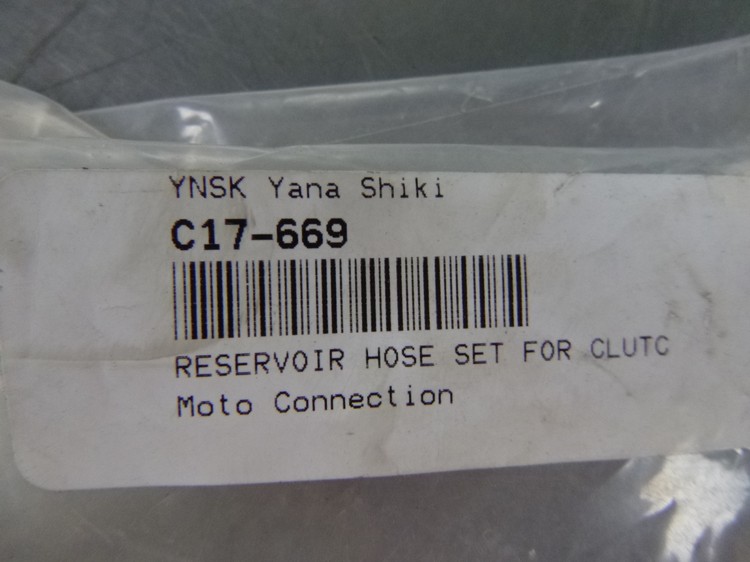 YNSK Yana Shiki
C17-669
RESERVOIR HOSE SET FOR CLUTC
Moto Connection